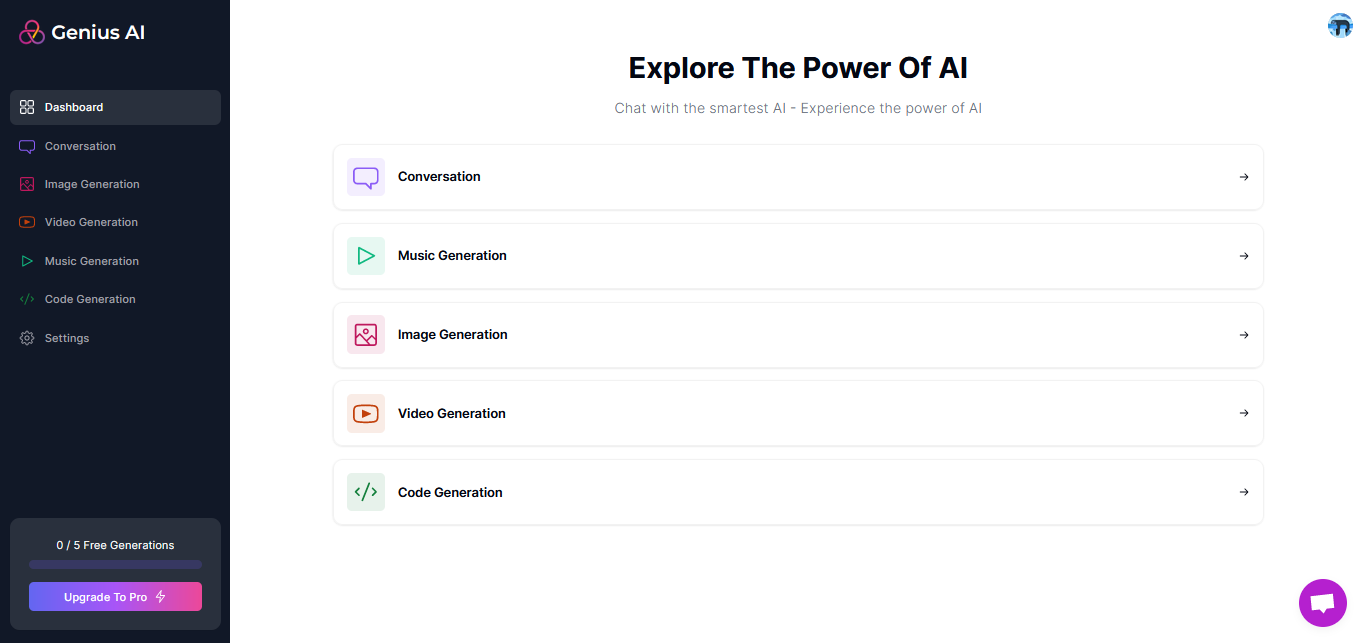 Genius AI
Dashboard
Conversation
Image Generation
Video Generation
Music Generation
Code Generation
Settings
0 / 5 Free Generations
Upgrade To Pro
Explore The Power Of AI
Chat with the smartest AI - Experience the power of AI
Conversation
Music Generation
Image Generation
Video Generation
Code Generation